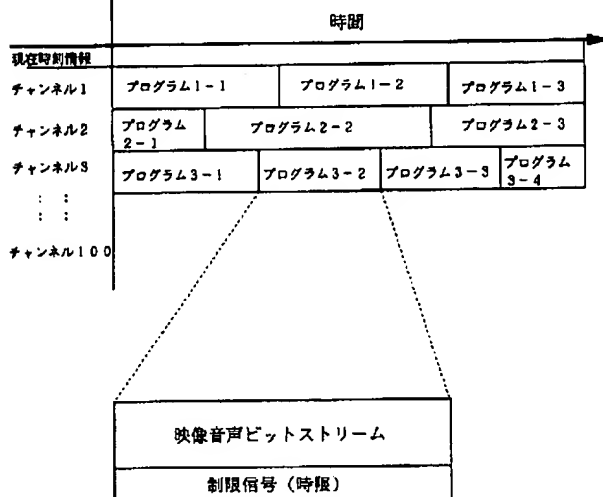 時間
現在時刻情報
チャンネル1 プログラム1-1 プログラム1-2 プログラム1-3
チャンネル2 プログラム2-1 プログラム2-2 プログラム2-3
チャンネル3 プログラム3-1 プログラム3-2 プログラム3-3 プログラム3-4
: :
: :
チャンネル100
映像音声ビットストリーム
制限信号(時限)